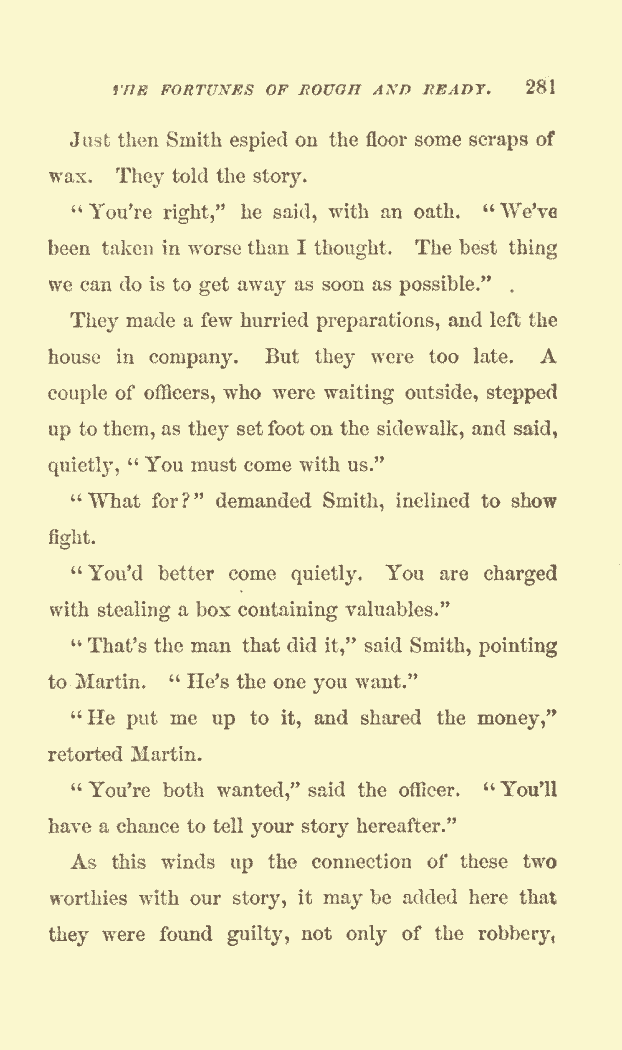 THE FORTUNES OF ROUGH AND READY. 281
Just then Smith espied on the floor some scraps of
wax. They told the story.
"You're right," he said, with an oath. "We've
been taken in worse than I thought. The best thing
we can do is to get away as soon as possible."
They made a few hurried preparations, and left the
house in company. But they were too late. A
couple of officers, who were waiting outside, stepped
up to them, as they set foot on the sidewalk, and said,
quietly, "You must come with us."
"What for?" demanded Smith, inclined to show
fight.
"You'd better come quietly. You are charged
with stealing a box containing valuables."
"That's the man that did it," said Smith, pointing
to Martin. "He's the one you want."
"He put me up to it, and shared the money,"
retorted Martin.
"You're both wanted," said the officer. "You'll
have a chance to tell your story hereafter."
As this winds up the connection of these two
worthies with our story, it may be added here that
they were found guilty, not only of the robbery,